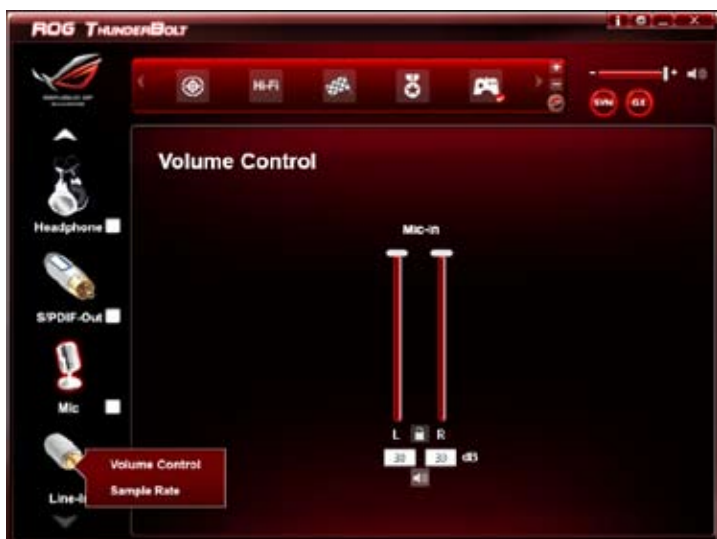 ROG THUNDERBOLT
Hi-Fi
SVN
GX
Volume Control
Headphone
Mic-in
S/PDIF-Out
Mic
L R
30 30 dB
Volume Control
Sample Rate
Line-In